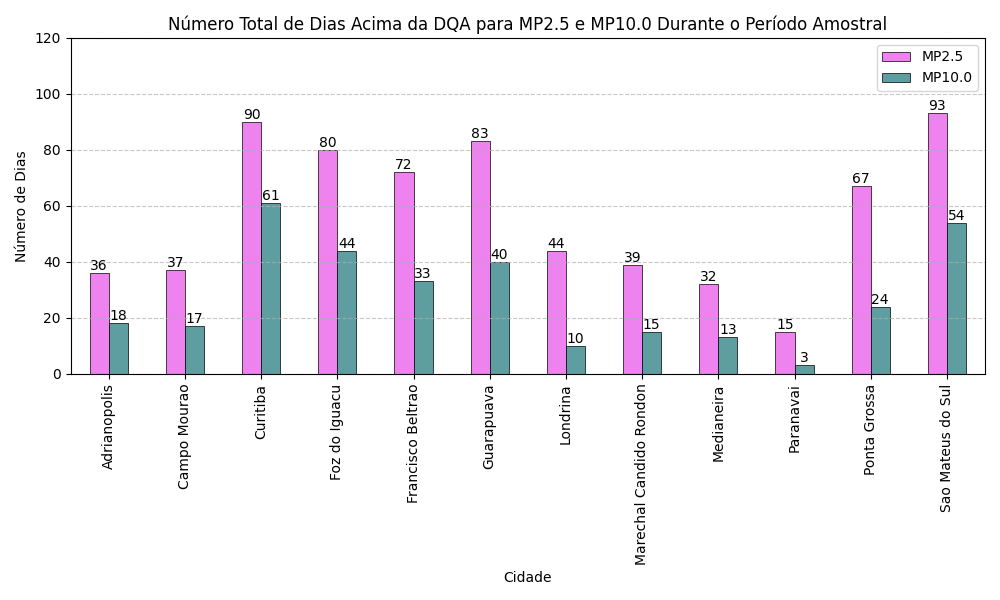 Número Total de Dias Acima da DQA para MP2.5 e MP10.0 Durante o Período Amostral
MP2.5
MP10.0
Número de Dias
120
100
80
60
40
20
0
36
18
37
17
90
61
80
44
72
33
83
40
44
10
39
15
32
13
15
3
67
24
93
54
Adrianopolis
Campo Mourao
Curitiba
Foz do Iguacu
Francisco Beltrao
Guarapuava
Londrina
Marechal Candido Rondon
Medianeira
Paranavai
Ponta Grossa
Sao Mateus do Sul
Cidade